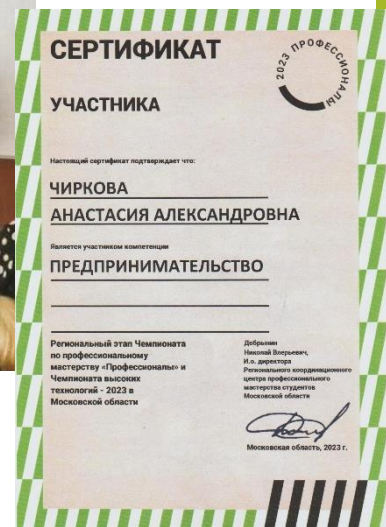 СЕРТИФИКАТ
2023 ПРОФЕССИОНАЛЫ
УЧАСТНИКА
Настоящий сертификат подтверждает что:
ЧИРКОВА
АНАСТАСИЯ АЛЕКСАНДРОВНА
Является участником компетенции
ПРЕДПРИНИМАТЕЛЬСТВО
Региональный этап Чемпионата
по профессиональному
мастерству «Профессионалы» и
Чемпионата высоких
технологий - 2023 в
Московской области
Добрынин
Николай Влерьевич,
И.о. директора
Регионального координационного
центра профессионального
мастерства студентов
Московской области
Московская область, 2023 г.